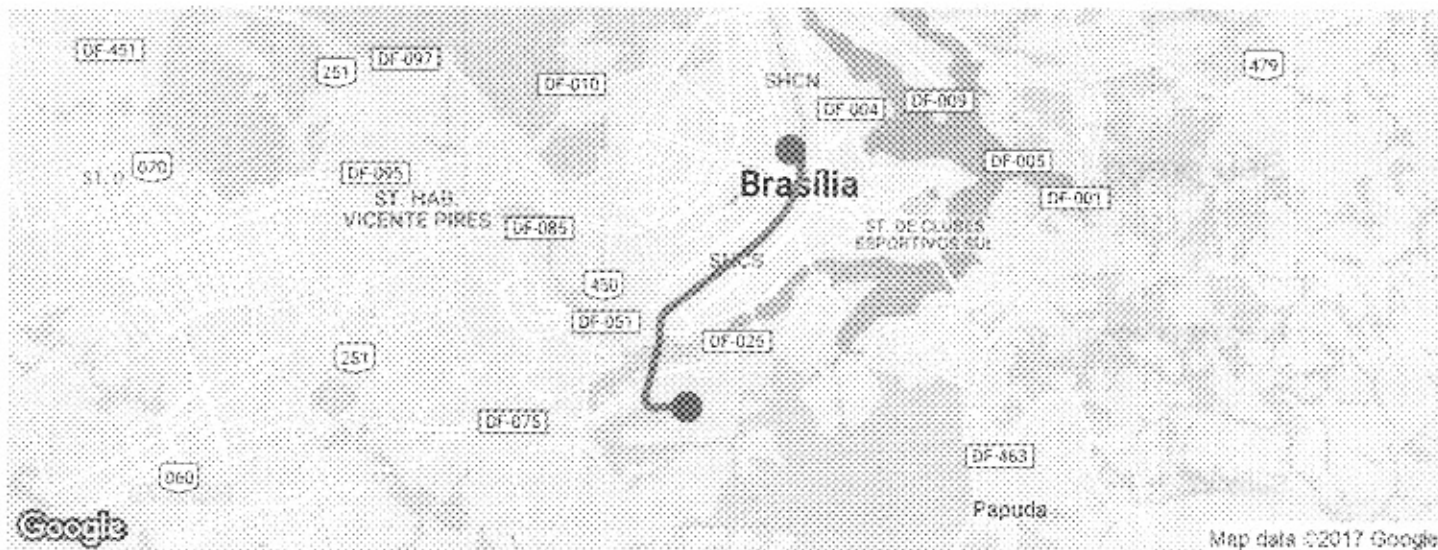 DF-451
251
DF-097
DF-010
SHCN
DF-004
DF-009
479
070
DF-095
ST. HAB.
VICENTE PIRES
DF-085
Brasília
DF-005
DF-001
ST. DE CLUBES
ESPORTIVOS SUL
SHCS
450
DF-051
DF-025
251
DF-075
060
DF-463
Papuda
Google
Map data ©2017 Google